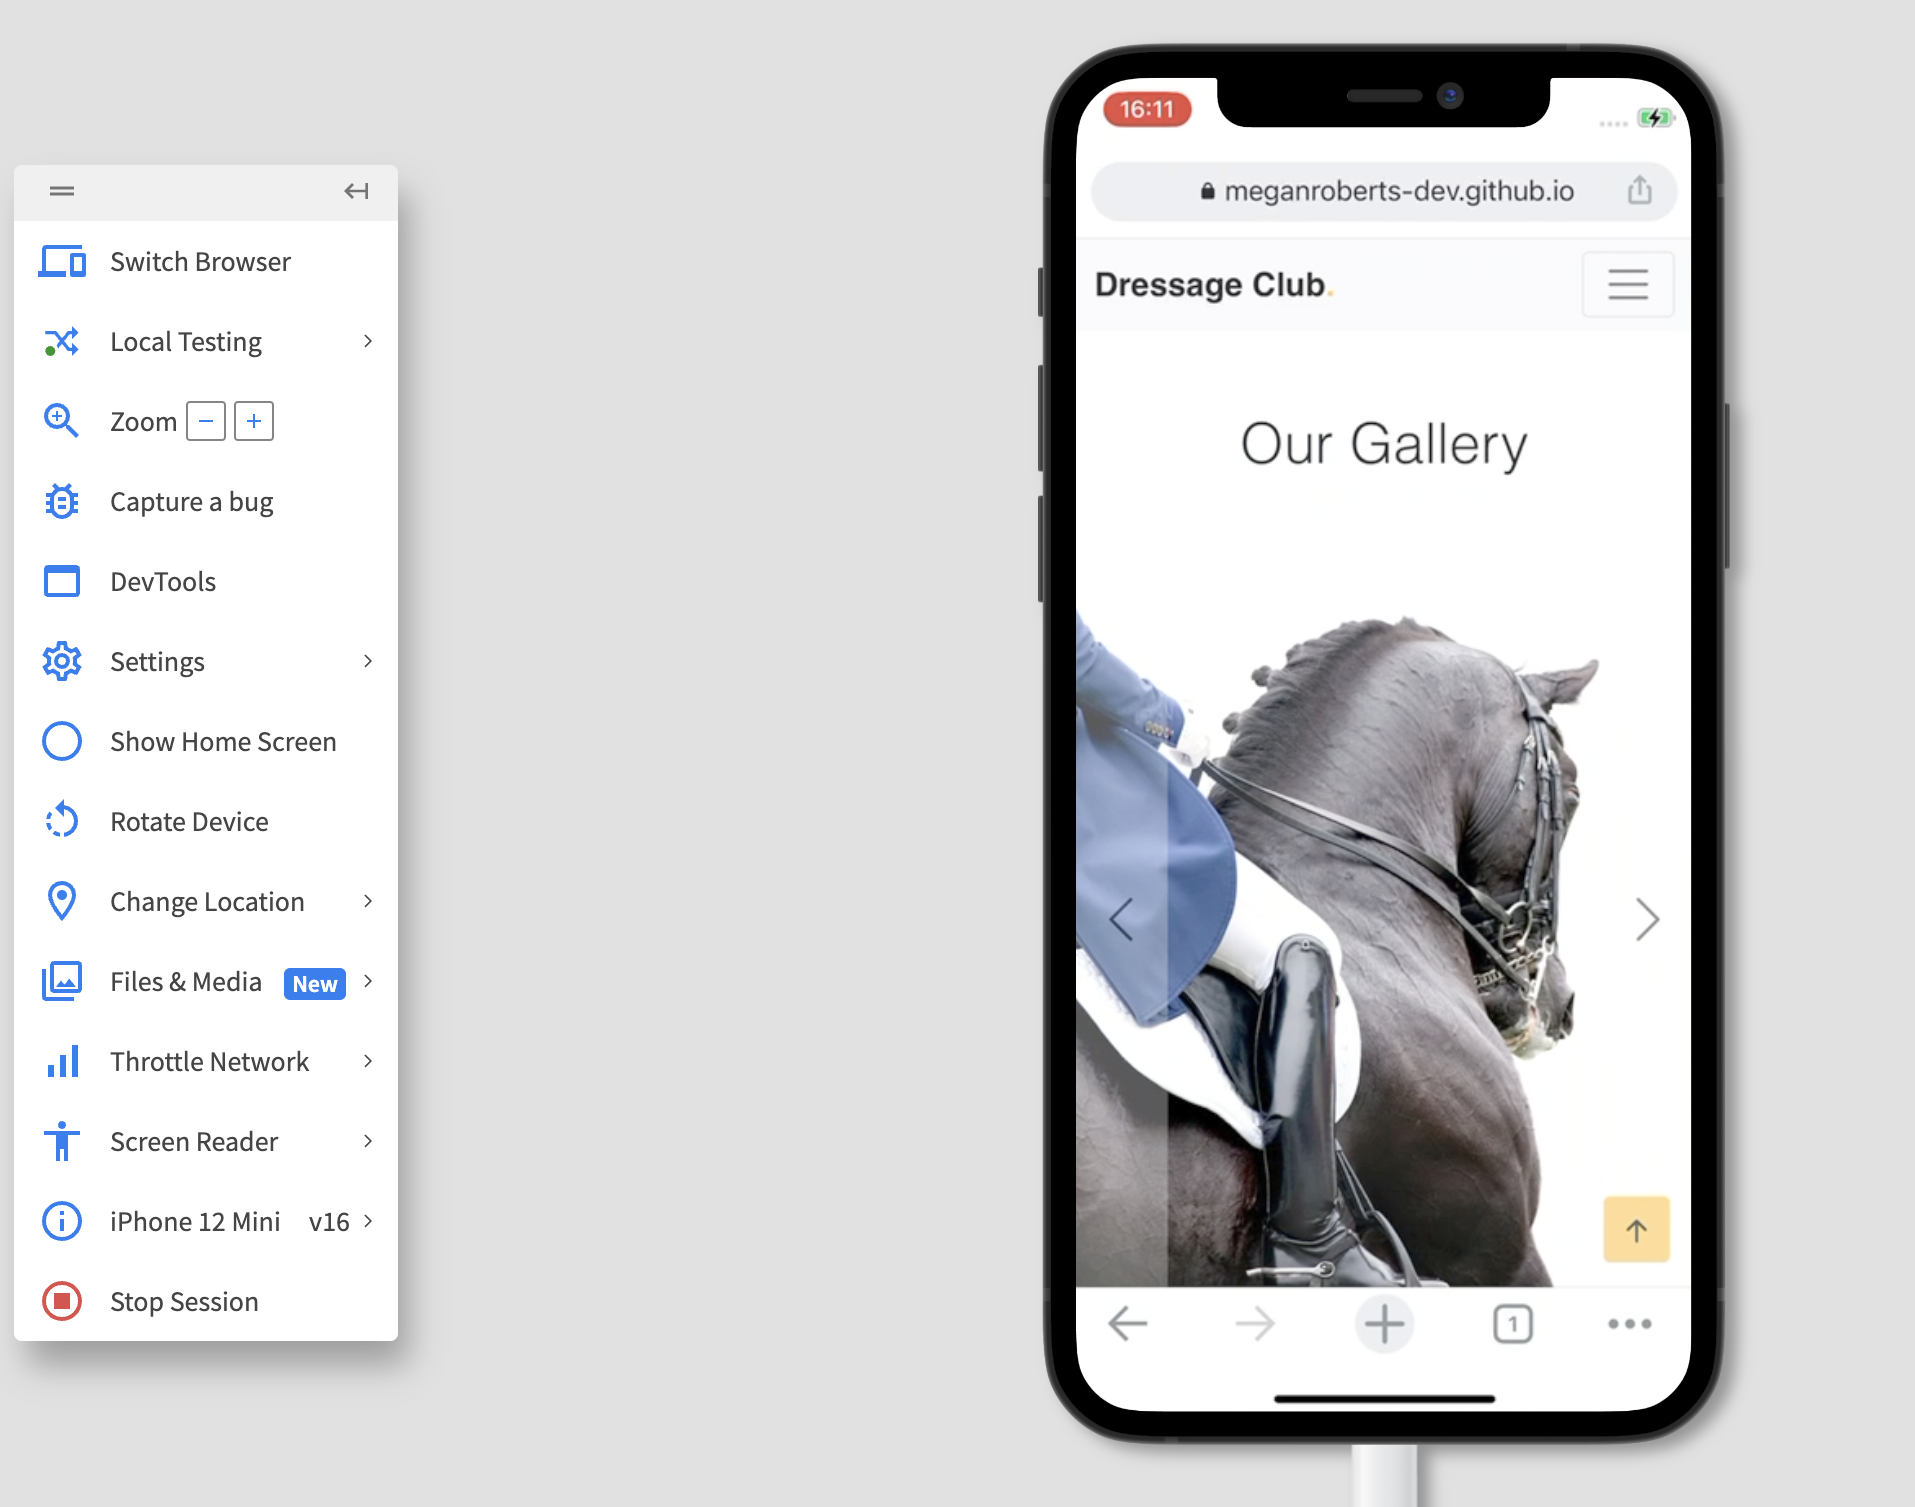 Switch Browser
Local Testing
Zoom
Capture a bug
DevTools
Settings
Show Home Screen
Rotate Device
Change Location
Files & Media New
Throttle Network
Screen Reader
iPhone 12 Mini v16
Stop Session
16:11
meganroberts-dev.github.io
Dressage Club.
Our Gallery
1